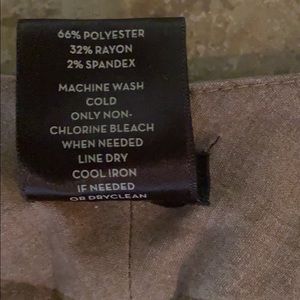 66% POLYESTER
32% RAYON
2% SPANDEX
MACHINE WASH
COLD
ONLY NON-
CHLORINE BLEACH
WHEN NEEDED
LINE DRY
COOL IRON
IF NEEDED
OR DRYCLEAN